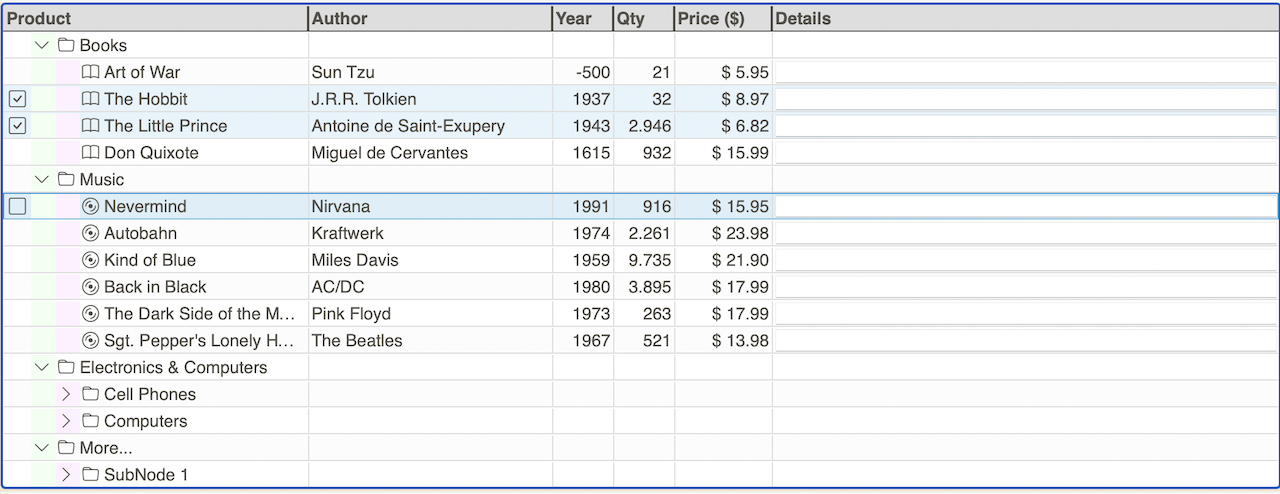 Product Author Year Qty Price ($) Details
Books
Art of War Sun Tzu -500 21 $ 5.95
The Hobbit J.R.R. Tolkien 1937 32 $ 8.97
The Little Prince Antoine de Saint-Exupery 1943 2.946 $ 6.82
Don Quixote Miguel de Cervantes 1615 932 $ 15.99
Music
Nevermind Nirvana 1991 916 $ 15.95
Autobahn Kraftwerk 1974 2.261 $ 23.98
Kind of Blue Miles Davis 1959 9.735 $ 21.90
Back in Black AC/DC 1980 3.895 $ 17.99
The Dark Side of the M... Pink Floyd 1973 263 $ 17.99
Sgt. Pepper's Lonely H... The Beatles 1967 521 $ 13.98
Electronics & Computers
Cell Phones
Computers
More...
SubNode 1